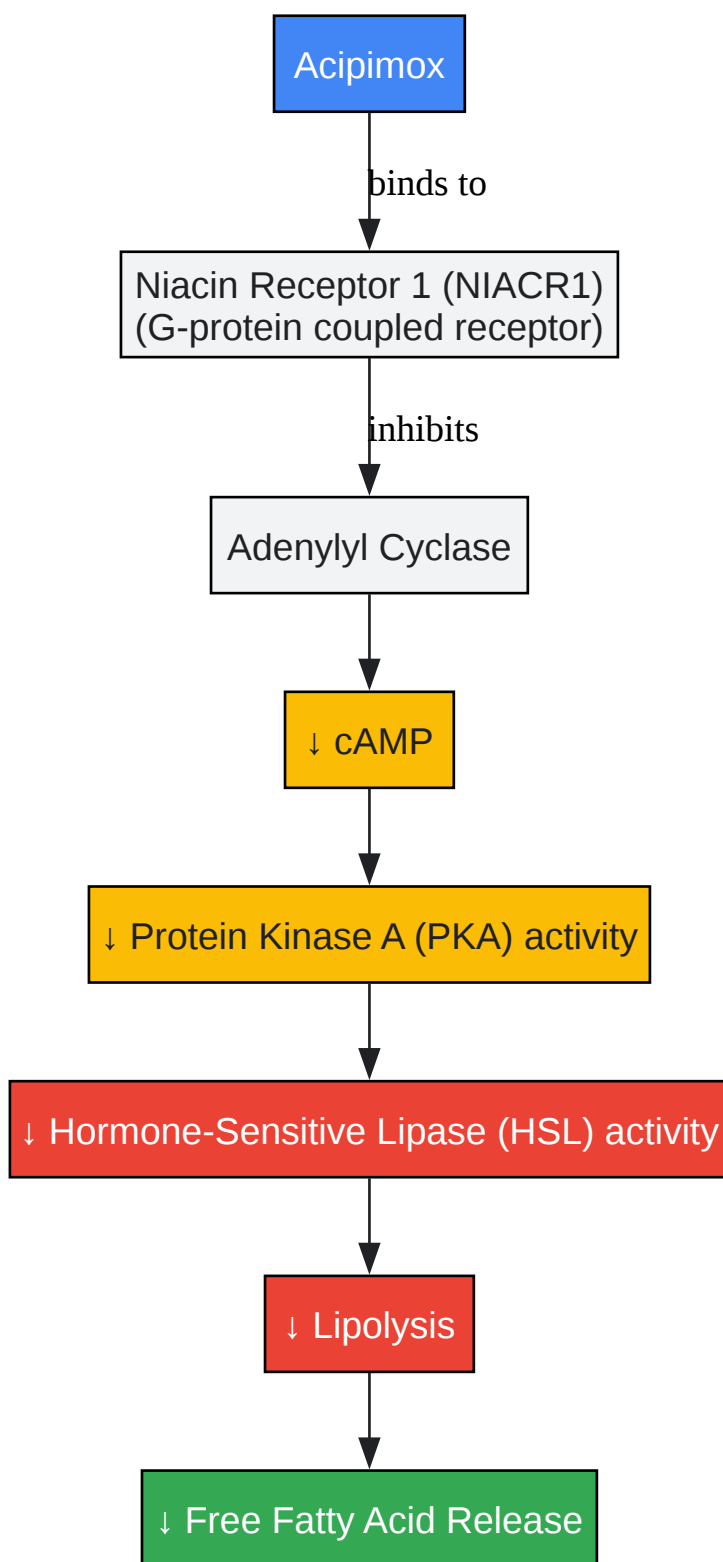 Acipimox
binds to
Niacin Receptor 1 (NIACR1)
(G-protein coupled receptor)
inhibits
Adenylyl Cyclase
↓ cAMP
↓ Protein Kinase A (PKA) activity
↓ Hormone-Sensitive Lipase (HSL) activity
↓ Lipolysis
↓ Free Fatty Acid Release